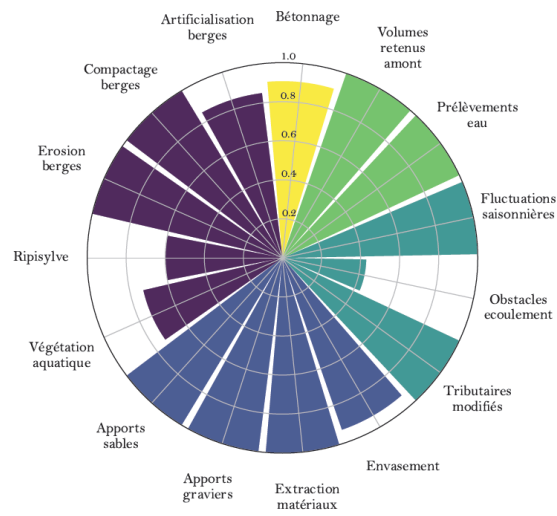 Bétonnage
Volumes
retenus
amont
Prélèvements
eau
Fluctuations
saisonnières
Obstacles
ecoulement
Tributaires
modifiés
Envasement
Extraction
matériaux
Apports
graviers
Apports
sables
Végétation
aquatique
Ripisylve
Erosion
berges
Compactage
berges
Artificialisation
berges
1.0
0.8
0.6
0.4
0.2